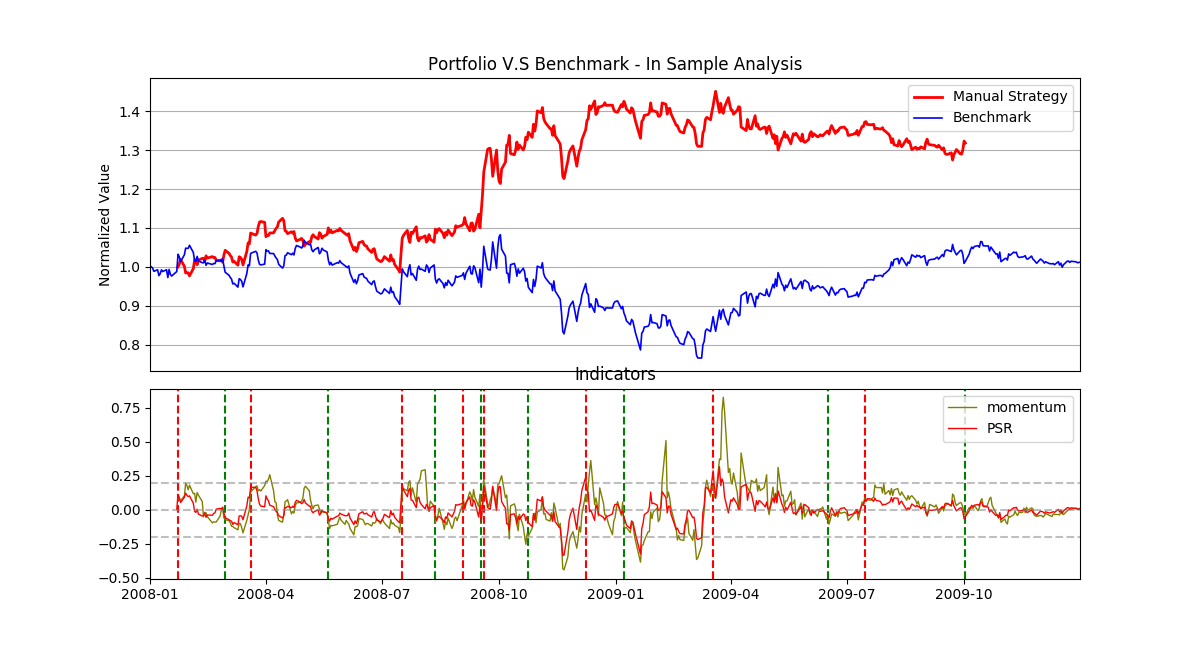 Portfolio V.S Benchmark - In Sample Analysis
Normalized Value
1.4
1.3
1.2
1.1
1.0
0.9
0.8
Manual Strategy
Benchmark
Indicators
0.75
0.50
0.25
0.00
−0.25
−0.50
momentum
PSR
2008-01 2008-04 2008-07 2008-10 2009-01 2009-04 2009-07 2009-10